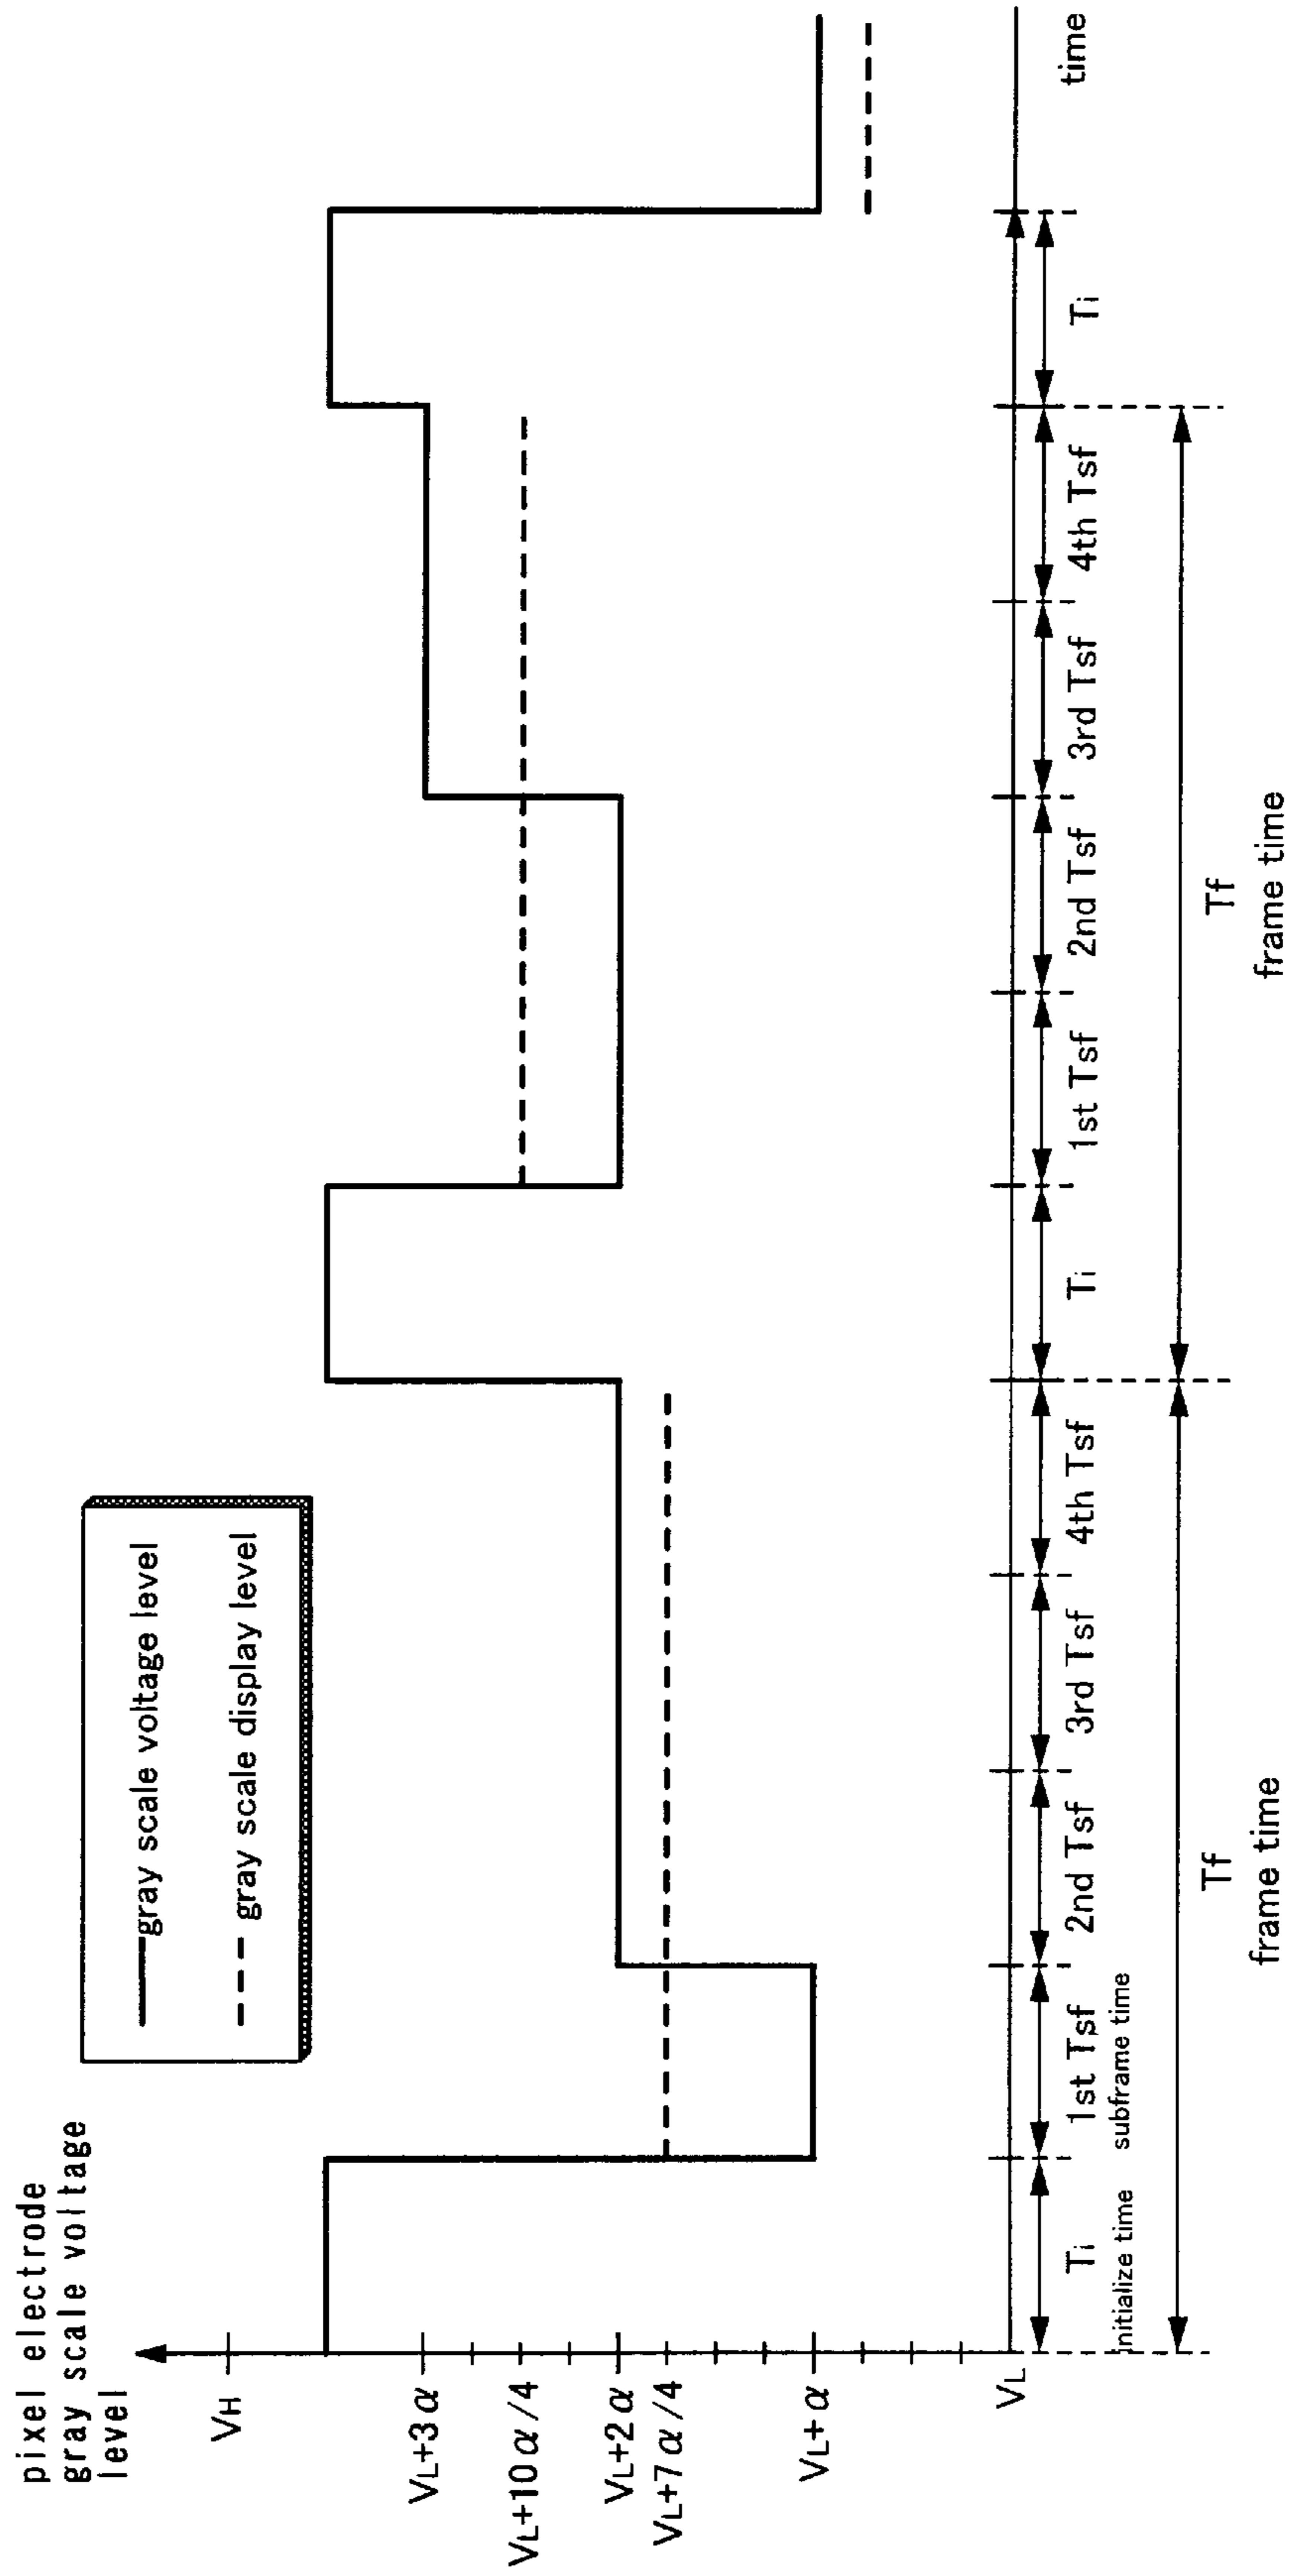 pixel electrode
gray scale voltage
level
gray scale voltage level
gray scale display level
VH
VL+3α
VL+10α/4
VL+2α
VL+7α/4
VL+α
VL
Ti
initialize time
1st Tsf
subframe time
2nd Tsf
3rd Tsf
4th Tsf
Ti
1st Tsf
2nd Tsf
3rd Tsf
4th Tsf
Ti
time
Tf
frame time
Tf
frame time